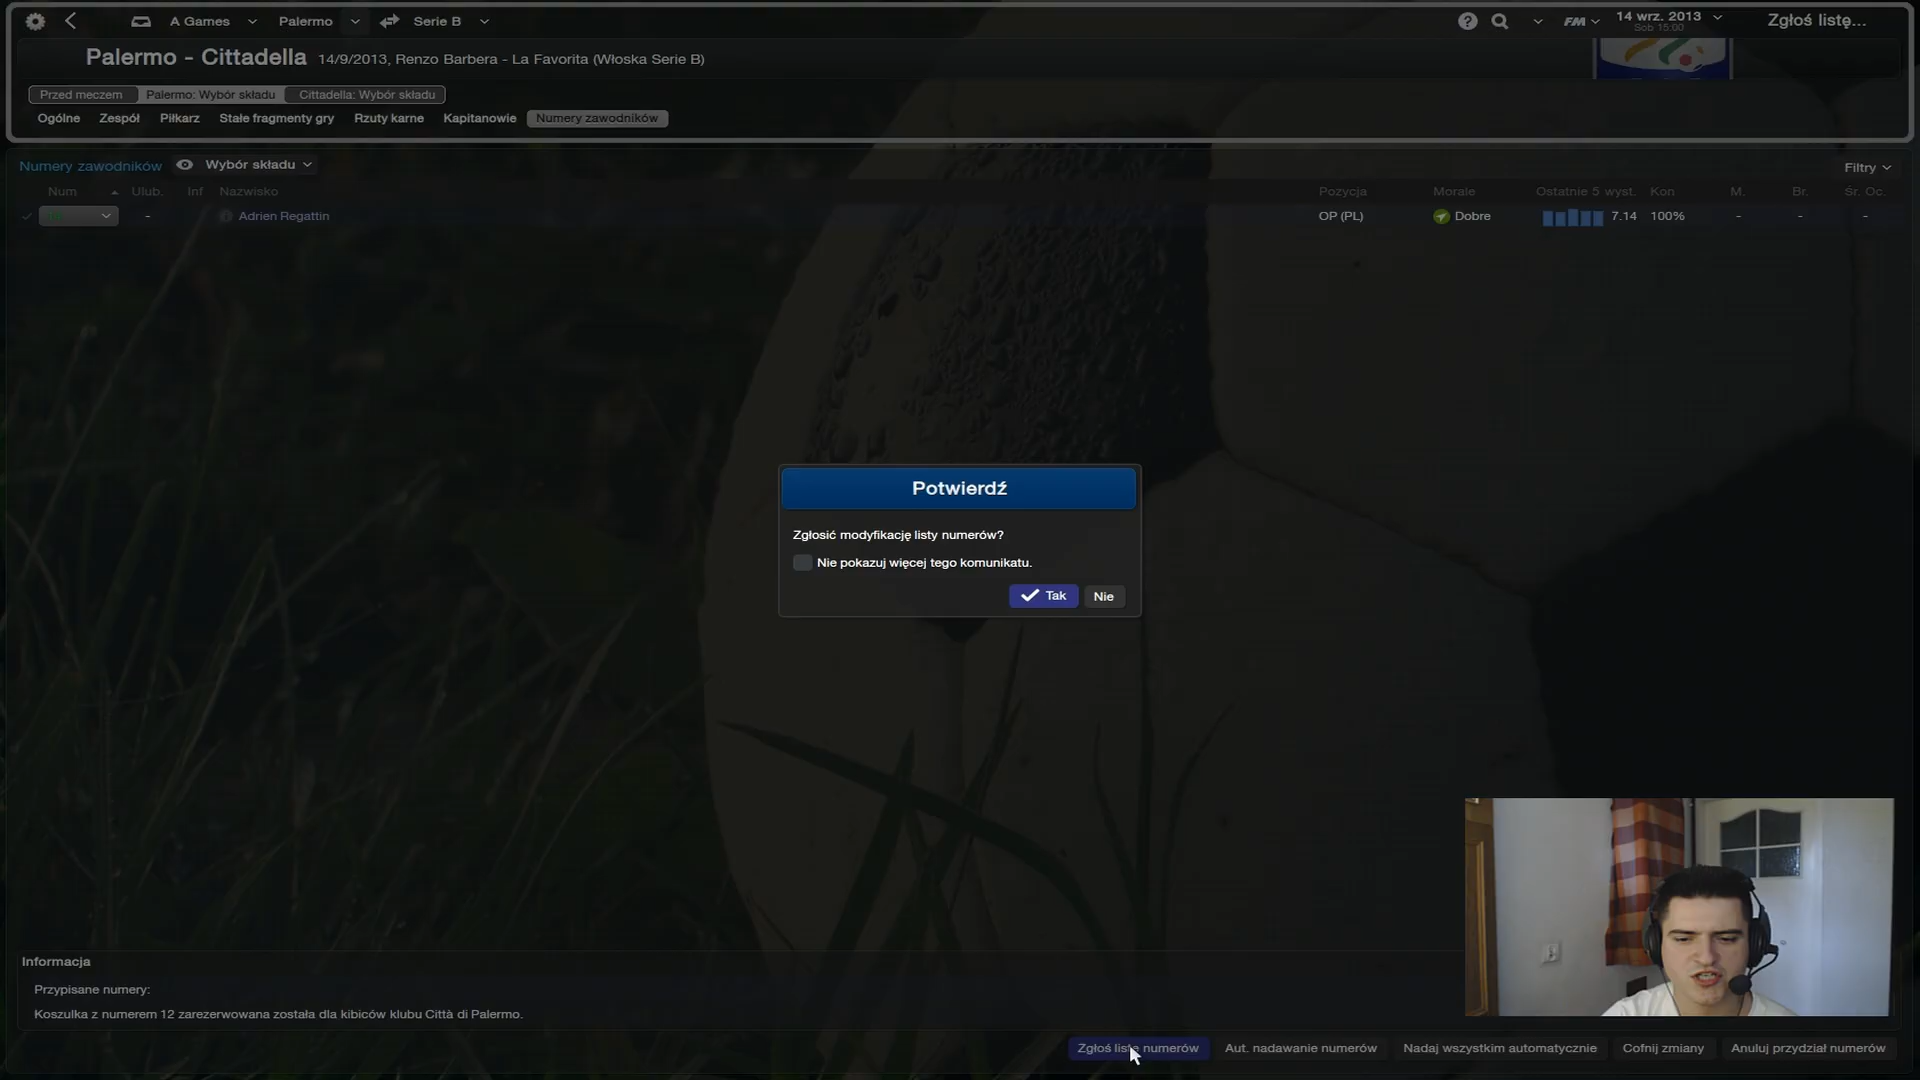 A Games
Palermo
Serie B
FM
14 wrz. 2013
Sob 15:00
Zgłoś listę...
Palermo - Cittadella
14/9/2013, Renzo Barbera - La Favorita (Włoska Serie B)
Przed meczem
Palermo: Wybór składu
Cittadella: Wybór składu
Ogólne
Zespół
Piłkarz
Stałe fragmenty gry
Rzuty karne
Kapitanowie
Numery zawodników
Numery zawodników
Wybór składu
Filtry
Num Ulub. Inf Nazwisko Pozycja Morale Ostatnie 5 wyst. Kon M. Br. Śr. Oc.
- Adrien Regattin OP (PL) Dobre 7.14 100% - - -
Potwierdź
Zgłosić modyfikację listy numerów?
Nie pokazuj więcej tego komunikatu.
Tak
Nie
Informacja
Przypisane numery:
Koszulka z numerem 12 zarezerwowana została dla kibiców klubu Città di Palermo.
Zgłoś listę numerów
Aut. nadawanie numerów
Nadaj wszystkim automatycznie
Cofnij zmiany
Anuluj przydział numerów